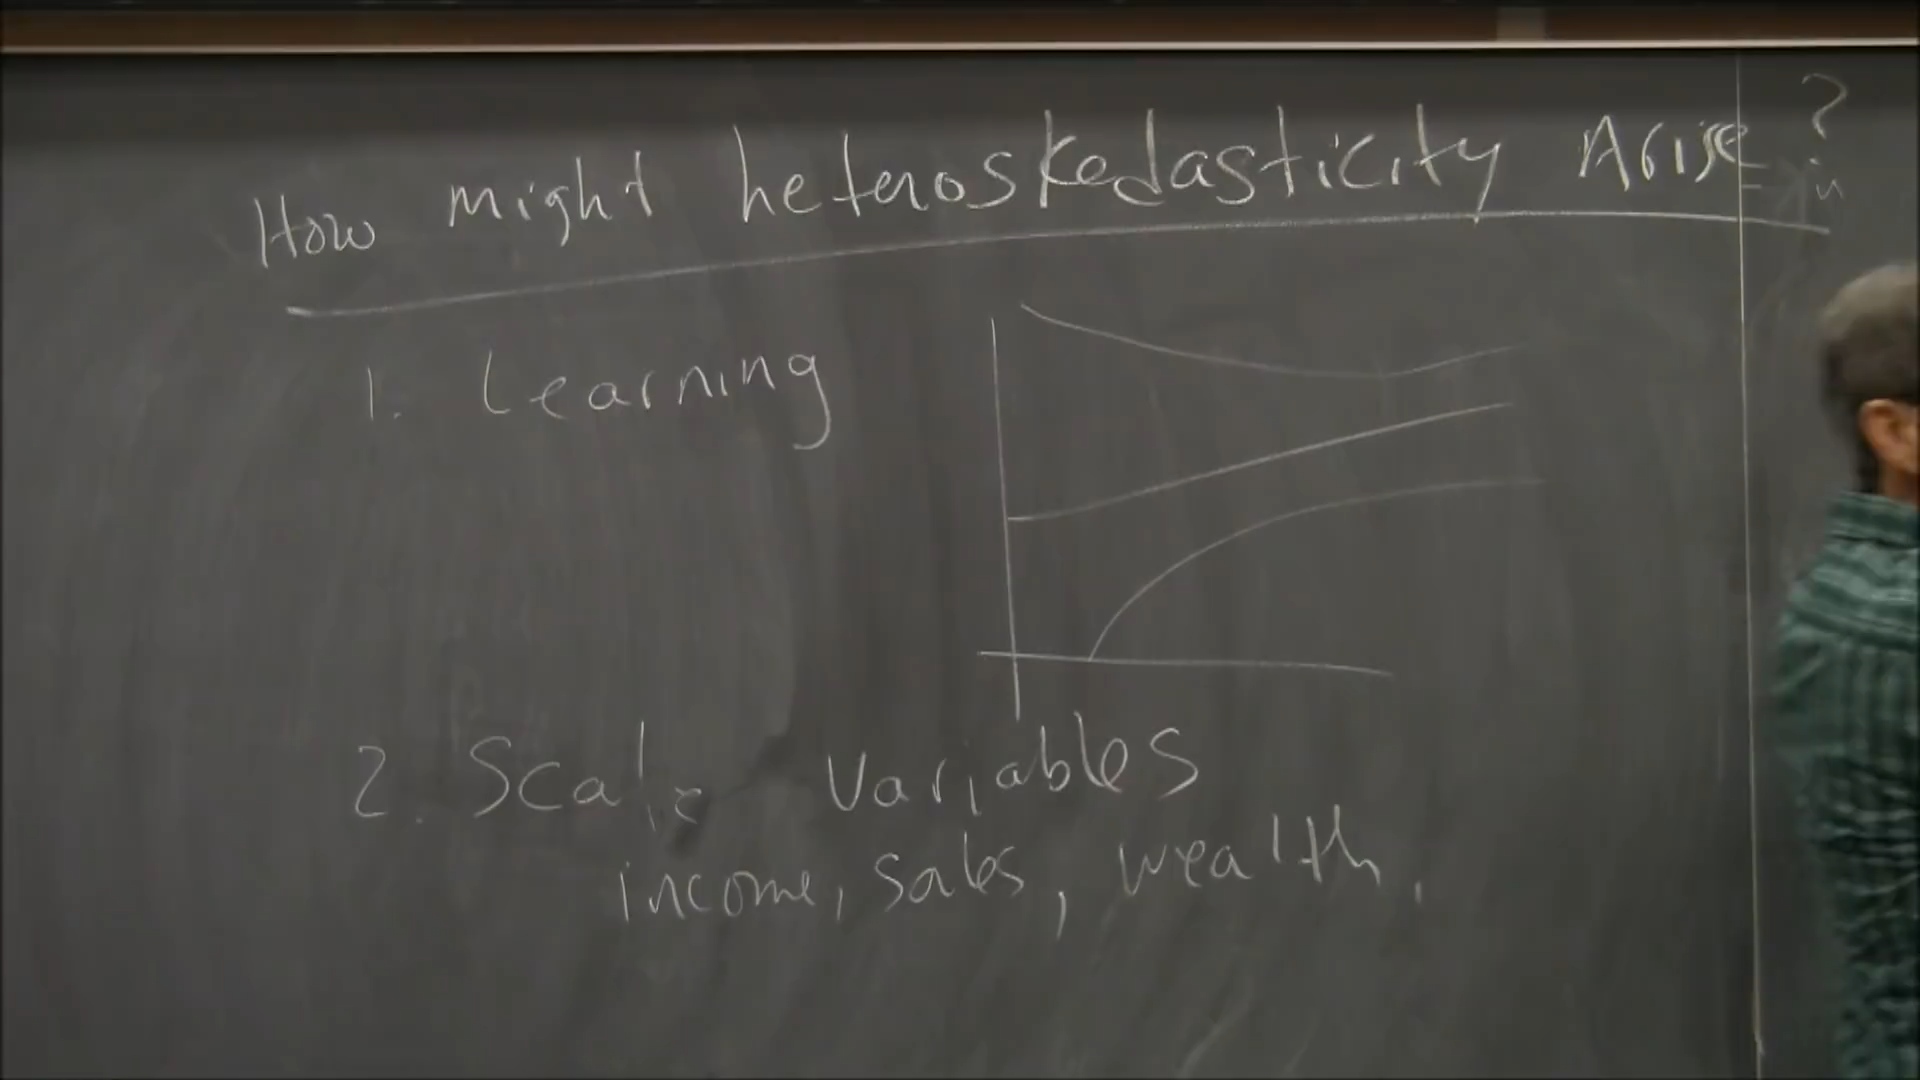 How might heteroskedasticity Arise?
1. Learning
2. Scale Variables
income, sales, wealth.